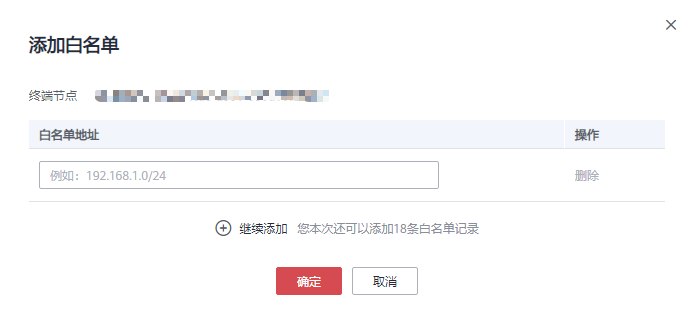 添加白名单
终端节点
白名单地址 操作
例如：192.168.1.0/24 删除
继续添加 您本次还可以添加18条白名单记录
确定 取消